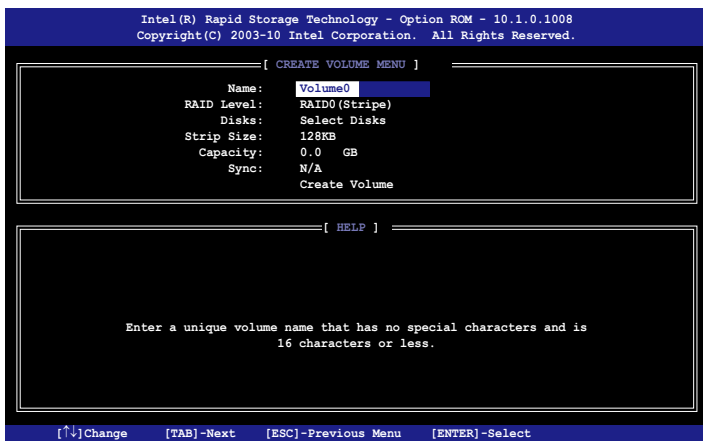 Intel(R) Rapid Storage Technology - Option ROM - 10.1.0.1008
Copyright(C) 2003-10 Intel Corporation. All Rights Reserved.
[ CREATE VOLUME MENU ]
Name: Volume0
RAID Level: RAID0(Stripe)
Disks: Select Disks
Strip Size: 128KB
Capacity: 0.0 GB
Sync: N/A
Create Volume
[ HELP ]
Enter a unique volume name that has no special characters and is
16 characters or less.
[↑↓]Change [TAB]-Next [ESC]-Previous Menu [ENTER]-Select